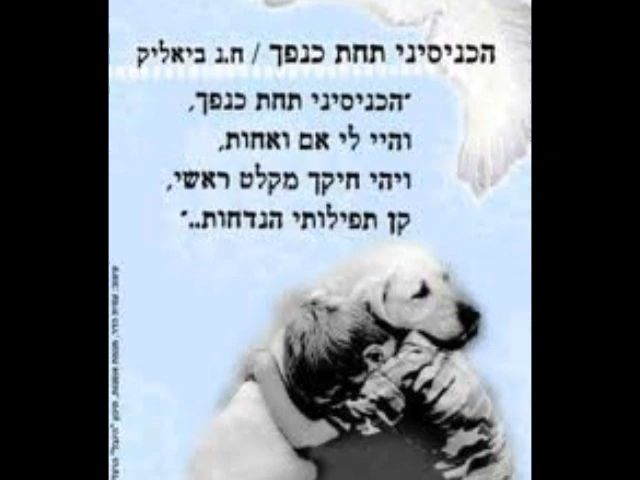 הכניסיני תחת כנפך / ח.נ ביאליק
"הכניסיני תחת כנפך,
והיי לי אם ואחות,
ויהי חיקך מקלט ראשי,
קן תפילותי הנדחות.."